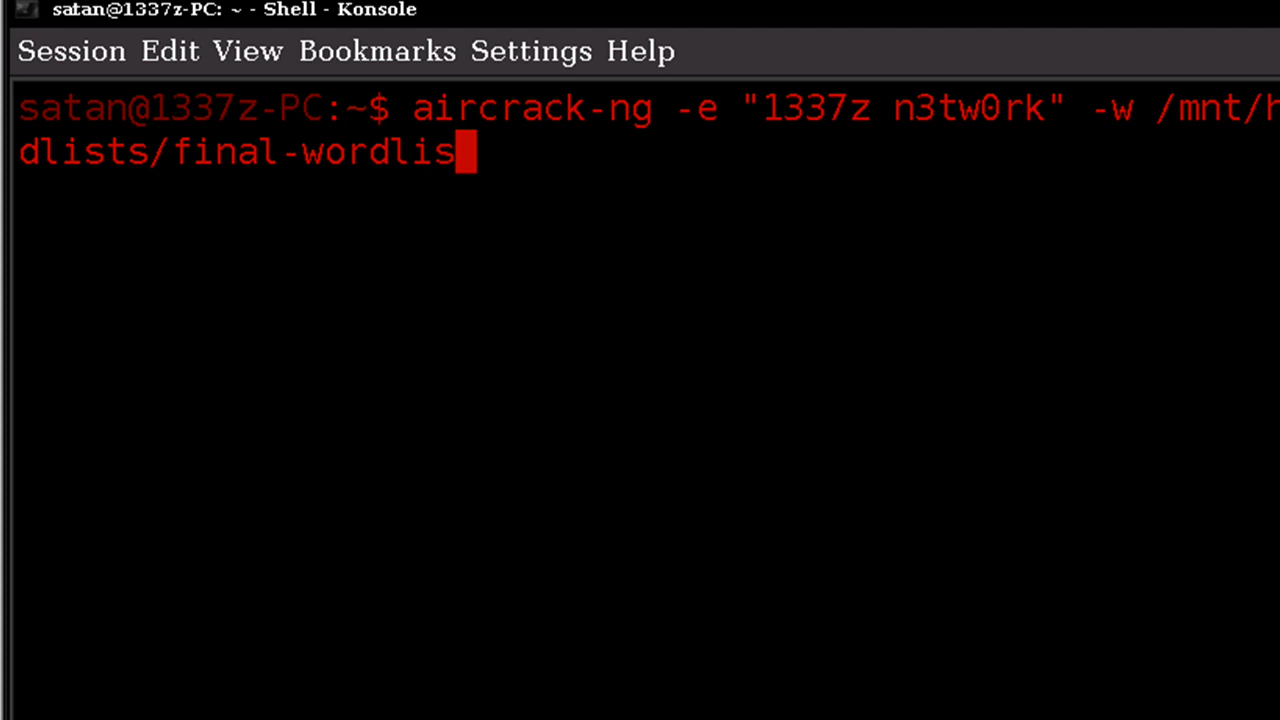 satan@1337z-PC: ~ - Shell - Konsole
Session Edit View Bookmarks Settings Help
satan@1337z-PC:~$ aircrack-ng -e "1337z n3tw0rk" -w /mnt/h
dlists/final-wordlis